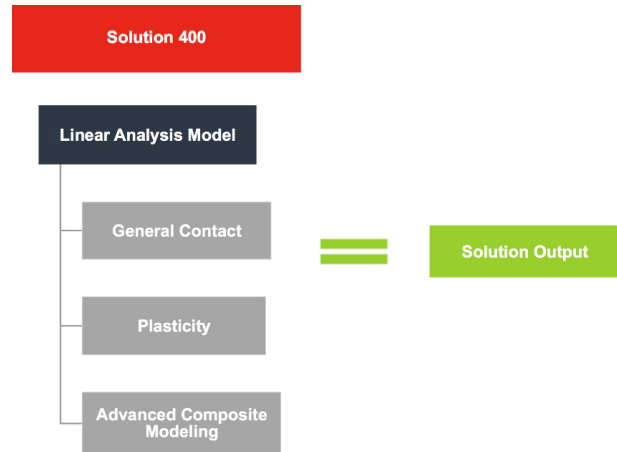 Solution 400
Linear Analysis Model
General Contact
Solution Output
Plasticity
Advanced Composite
Modeling